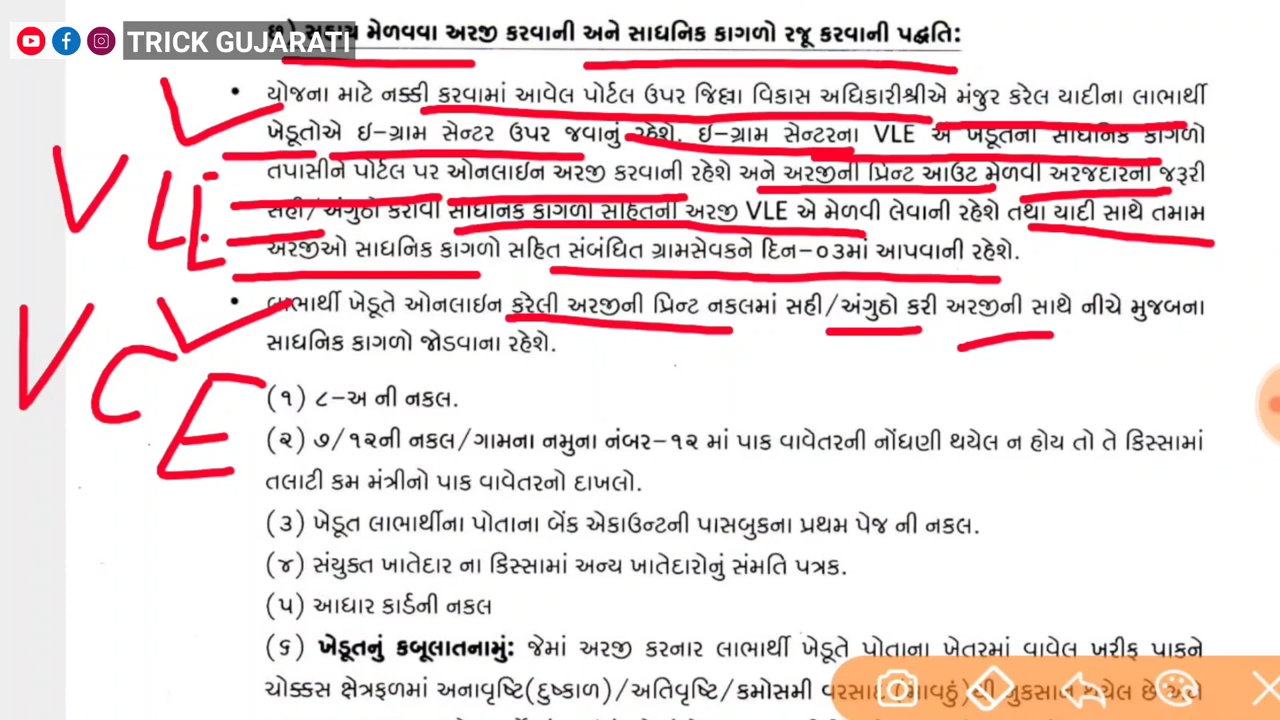 TRICK GUJARATI
મેળવવા અરજી કરવાની અને સાધનિક કાગળો રજૂ કરવાની પદ્ધતિ:
• યોજના માટે નક્કી કરવામાં આવેલ પોર્ટલ ઉપર જિલ્લા વિકાસ અધિકારીશ્રીએ મંજુર કરેલ યાદીના લાભાર્થી
ખેડૂતોએ ઇ-ગ્રામ સેન્ટર ઉપર જવાનું રહેશે. ઇ-ગ્રામ સેન્ટરના VLE એ ખેડૂતના સાધનિક કાગળો
તપાસીને પોર્ટલ પર ઓનલાઇન અરજી કરવાની રહેશે અને અરજીની પ્રિન્ટ આઉટ મેળવી અરજદારના જરૂરી
સહી/અંગુઠો કરાવી સાધનિક કાગળો સહિતની અરજી VLE એ મેળવી લેવાની રહેશે તથા યાદી સાથે તમામ
અરજીઓ સાધનિક કાગળો સહિત સંબંધિત ગ્રામસેવકને દિન-૦૩માં આપવાની રહેશે.
• લાભાર્થી ખેડૂતે ઓનલાઇન કરેલી અરજીની પ્રિન્ટ નકલમાં સહી/અંગુઠો કરી અરજીની સાથે નીચે મુજબના
સાધનિક કાગળો જોડવાના રહેશે.
(૧) ૮-અ ની નકલ.
(૨) ૭/૧૨ની નકલ/ગામના નમુના નંબર-૧૨ માં પાક વાવેતરની નોંધણી થયેલ ન હોય તો તે કિસ્સામાં
તલાટી કમ મંત્રીનો પાક વાવેતરનો દાખલો.
(૩) ખેડૂત લાભાર્થીના પોતાના બેંક એકાઉન્ટની પાસબુકના પ્રથમ પેજ ની નકલ.
(૪) સંયુક્ત ખાતેદાર ના કિસ્સામાં અન્ય ખાતેદારોનું સંમતિ પત્રક.
(૫) આધાર કાર્ડની નકલ
(૬) ખેડૂતનું કબૂલાતનામું: જેમાં અરજી કરનાર લાભાર્થી ખેડૂતે પોતાના ખેતરમાં વાવેલ ખરીફ પાકને
ચોક્કસ ક્ષેત્રફળમાં અનાવૃષ્ટિ(દુષ્કાળ)/અતિવૃષ્ટિ/કમોસમી વરસાદ
VLE
VCE